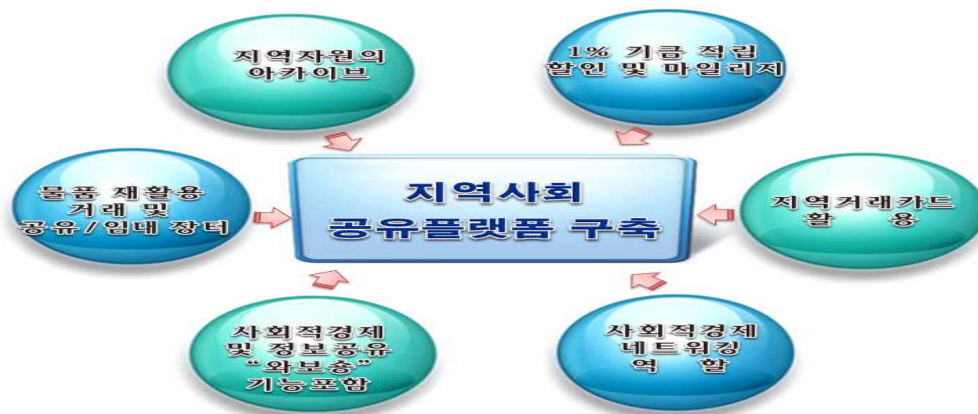 지역자원의
아카이브
1% 기금 적립
할인 및 마일리지
물품 재활용
거래 및
공유/임대 장터
지역사회
공유플랫폼 구축
지역거래카드
활 용
사회적경제
및 정보공유
“와보숑”
기능포함
사회적경제
네트워킹
역 할